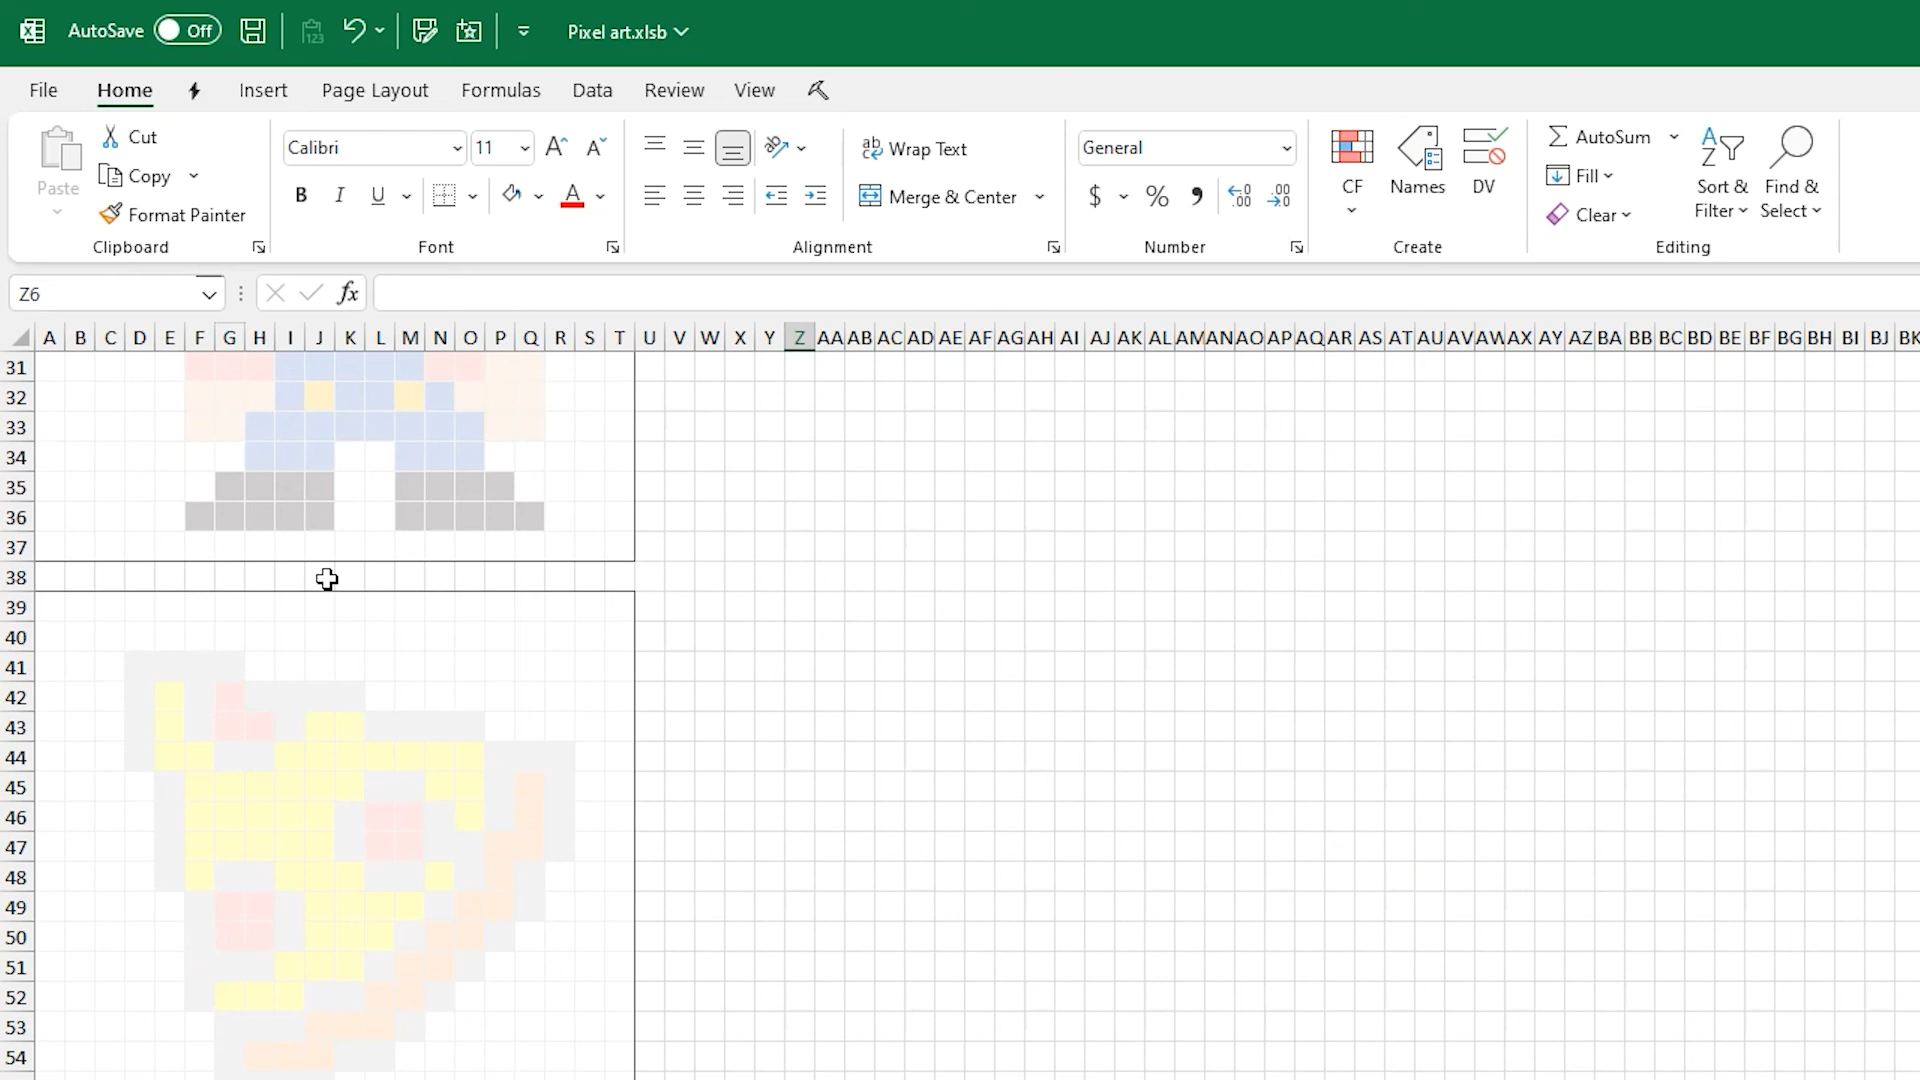 AutoSave Off 123 Pixel art.xlsb
File Home Insert Page Layout Formulas Data Review View
Paste Cut Copy Format Painter Clipboard
Calibri 11 A A
B I U A Font
ab Wrap Text
Merge & Center Alignment
General
$ % , .00 Number
CF Names DV Create
AutoSum Fill Clear
A Z Sort & Filter Find & Select Editing
Z6 fx
A B C D E F G H I J K L M N O P Q R S T U V W X Y Z AA AB AC AD AE AF AG AH AI AJ AK AL AM AN AO AP AQ AR AS AT AU AV AW AX AY AZ BA BB BC BD BE BF BG BH BI BJ BK
31
32
33
34
35
36
37
38
39
40
41
42
43
44
45
46
47
48
49
50
51
52
53
54